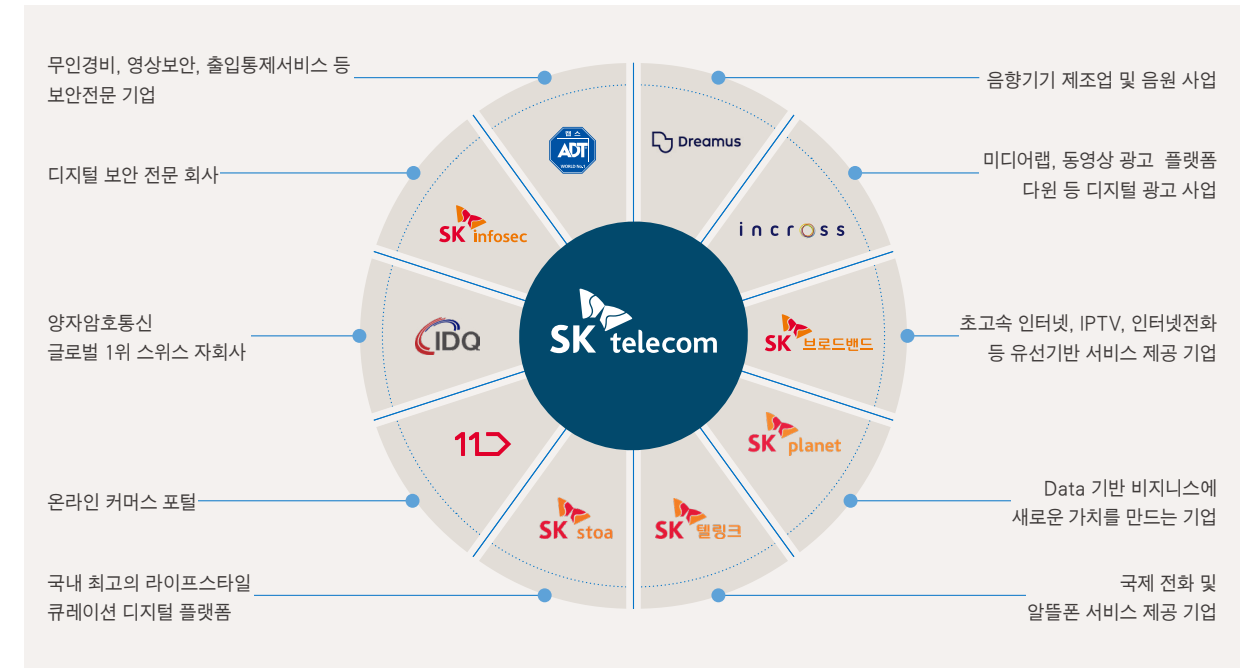 무인경비, 영상보안, 출입통제서비스 등
보안전문 기업
디지털 보안 전문 회사
양자암호통신
글로벌 1위 스위스 자회사
온라인 커머스 포털
국내 최고의 라이프스타일
큐레이션 디지털 플랫폼
캡스
ADT
WORLD No.1
Dreamus
SK infosec
incross
IDQ
SK telecom
SK 브로드밴드
11
SK planet
SK stoa
SK 텔링크
음향기기 제조업 및 음원 사업
미디어랩, 동영상 광고 플랫폼
다윈 등 디지털 광고 사업
초고속 인터넷, IPTV, 인터넷전화
등 유선기반 서비스 제공 기업
Data 기반 비지니스에
새로운 가치를 만드는 기업
국제 전화 및
알뜰폰 서비스 제공 기업